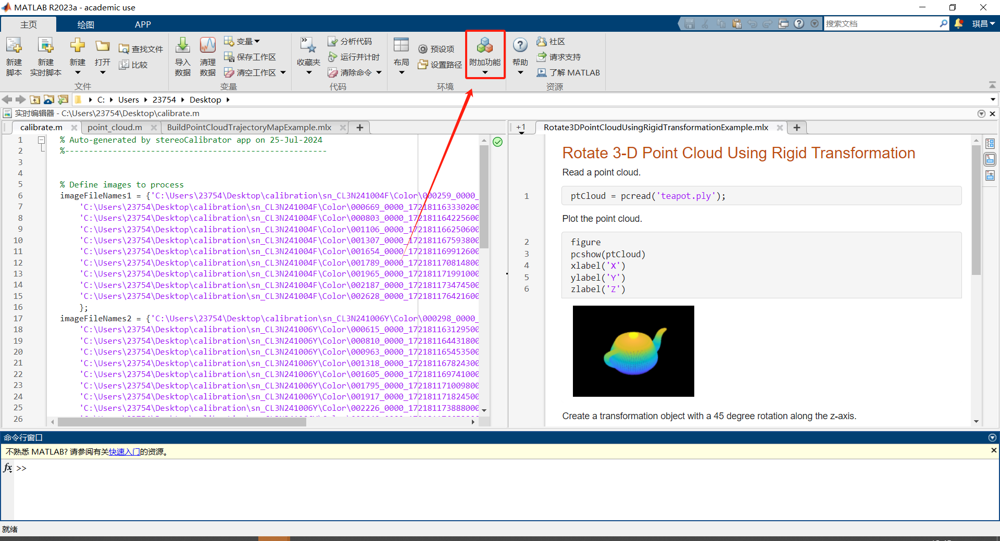 MATLAB R2023a - academic use
主页 绘图 APP
搜索文档 琪昌
新建 脚本
新建 实时脚本
新建
打开
查找文件
比较
文件
导入 数据
清理 数据
变量
保存工作区
清空工作区
变量
收藏夹
分析代码
运行并计时
清除命令
代码
布局
预设项
设置路径
附加功能
环境
帮助
社区
请求支持
了解 MATLAB
资源
C: Users 23754 Desktop
实时编辑器 - C:\Users\23754\Desktop\calibrate.m
calibrate.m point_cloud.m BuildPointCloudTrajectoryMapExample.mlx +
1 % Auto-generated by stereoCalibrator app on 25-Jul-2024
2 %-------------------------------------------------------
3
4
5 % Define images to process
6 imageFileNames1 = {'C:\Users\23754\Desktop\calibration\sn_CL3N241004F\Color\000259_0000_
7 'C:\Users\23754\Desktop\calibration\sn_CL3N241004F\Color\000669_0000_172181163330200
8 'C:\Users\23754\Desktop\calibration\sn_CL3N241004F\Color\000803_0000_172181164225600
9 'C:\Users\23754\Desktop\calibration\sn_CL3N241004F\Color\001106_0000_172181166250600
10 'C:\Users\23754\Desktop\calibration\sn_CL3N241004F\Color\001307_0000_172181167593800
11 'C:\Users\23754\Desktop\calibration\sn_CL3N241004F\Color\001654_0000_172181169912600
12 'C:\Users\23754\Desktop\calibration\sn_CL3N241004F\Color\001789_0000_172181170814800
13 'C:\Users\23754\Desktop\calibration\sn_CL3N241004F\Color\001965_0000_172181171991000
14 'C:\Users\23754\Desktop\calibration\sn_CL3N241004F\Color\002187_0000_172181173474500
15 'C:\Users\23754\Desktop\calibration\sn_CL3N241004F\Color\002628_0000_172181176421600
16 };
17 imageFileNames2 = {'C:\Users\23754\Desktop\calibration\sn_CL3N241006Y\Color\000298_0000_
18 'C:\Users\23754\Desktop\calibration\sn_CL3N241006Y\Color\000615_0000_172181163129500
19 'C:\Users\23754\Desktop\calibration\sn_CL3N241006Y\Color\000810_0000_172181164431800
20 'C:\Users\23754\Desktop\calibration\sn_CL3N241006Y\Color\000963_0000_172181165453500
21 'C:\Users\23754\Desktop\calibration\sn_CL3N241006Y\Color\001318_0000_172181167824300
22 'C:\Users\23754\Desktop\calibration\sn_CL3N241006Y\Color\001605_0000_172181169741000
23 'C:\Users\23754\Desktop\calibration\sn_CL3N241006Y\Color\001795_0000_172181171009800
24 'C:\Users\23754\Desktop\calibration\sn_CL3N241006Y\Color\001917_0000_172181171824500
25 'C:\Users\23754\Desktop\calibration\sn_CL3N241006Y\Color\002226_0000_172181173888000
26
+1 Rotate3DPointCloudUsingRigidTransformationExample.mlx +
Rotate 3-D Point Cloud Using Rigid Transformation
Read a point cloud.
1 ptCloud = pcread('teapot.ply');
Plot the point cloud.
2 figure
3 pcshow(ptCloud)
4 xlabel('X')
5 ylabel('Y')
6 zlabel('Z')
Create a transformation object with a 45 degree rotation along the z-axis.
命令行窗口
不熟悉 MATLAB? 请参阅有关快速入门的资源。
fx >>
就绪